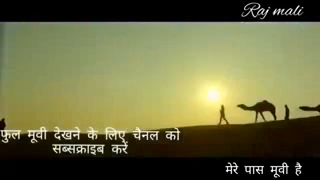 Raj mali
फुल मूवी देखने के लिए चैनल को
सब्सक्राइब करें
मेरे पास मूवी है